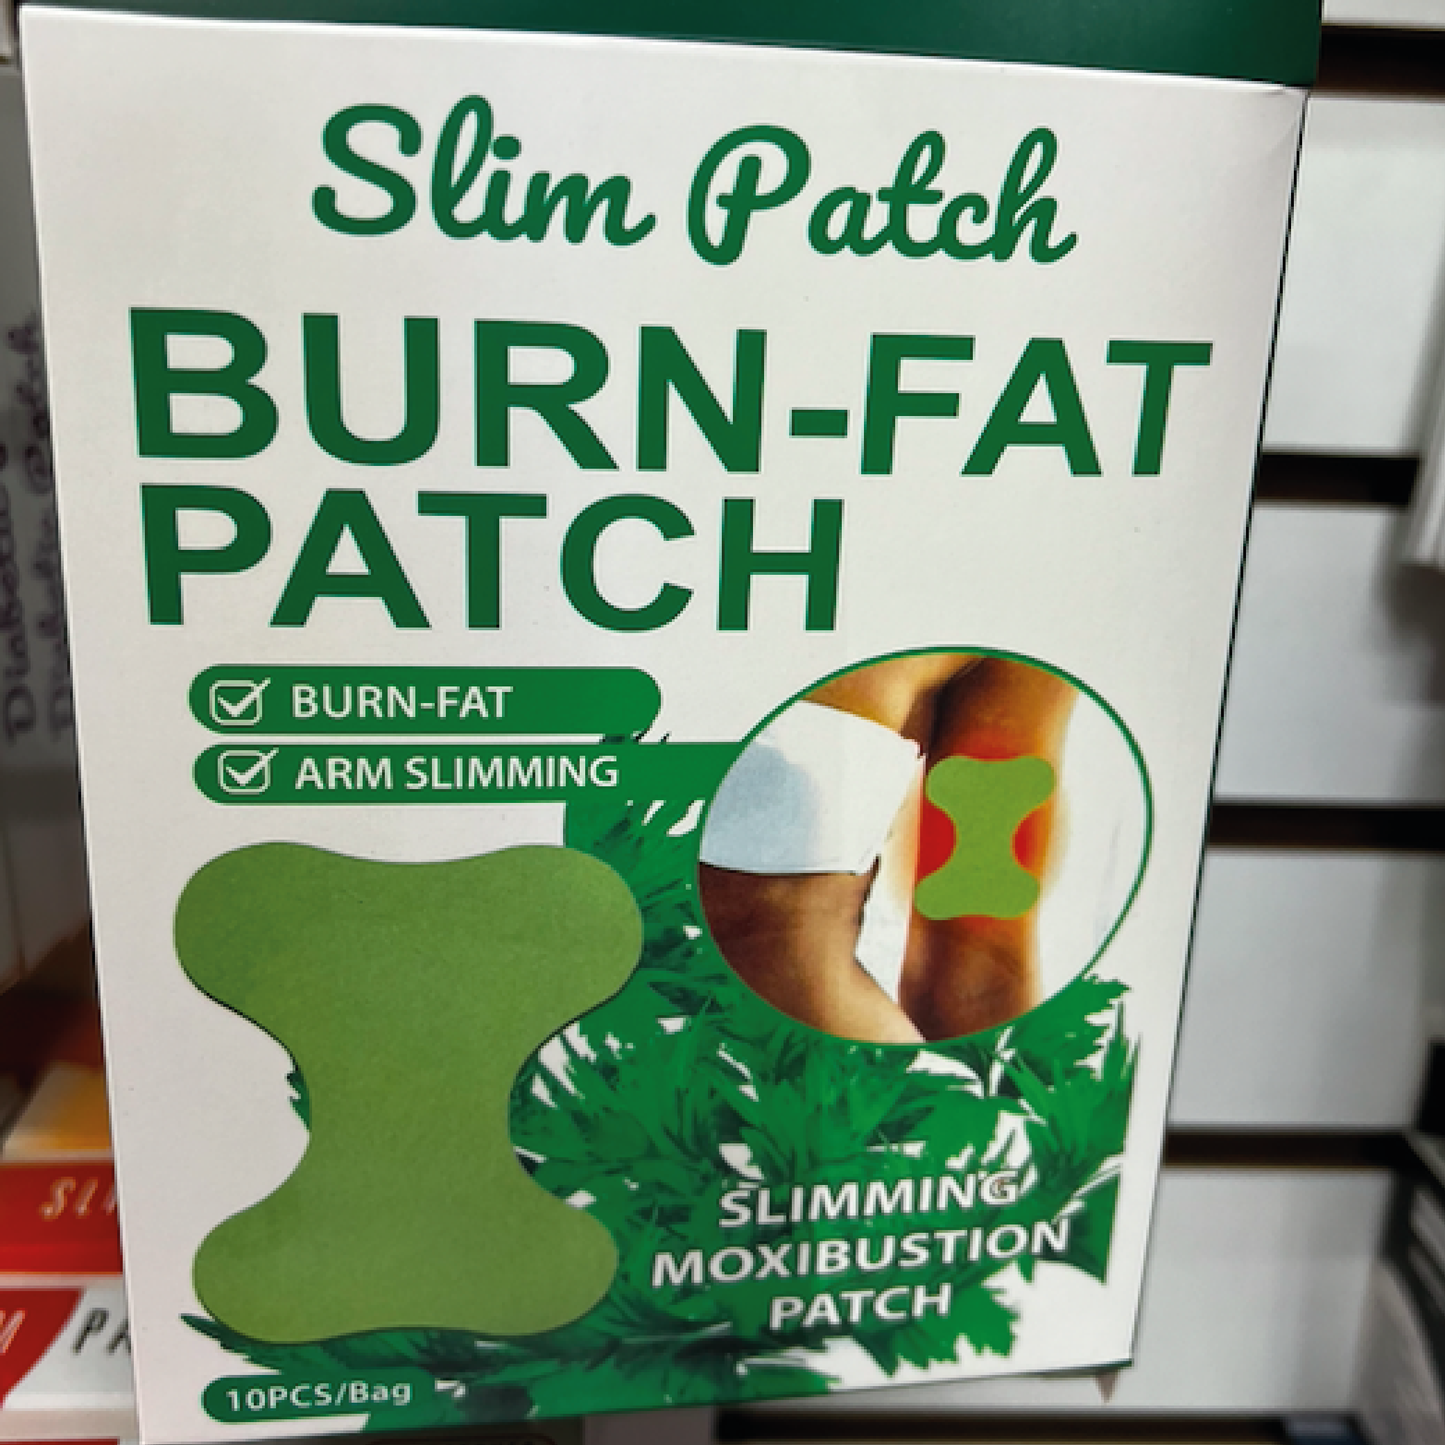 Slim Patch
BURN-FAT
PATCH
BURN-FAT
ARM SLIMMING
SLIMMING
MOXIBUSTION
PATCH
10PCS/Bag